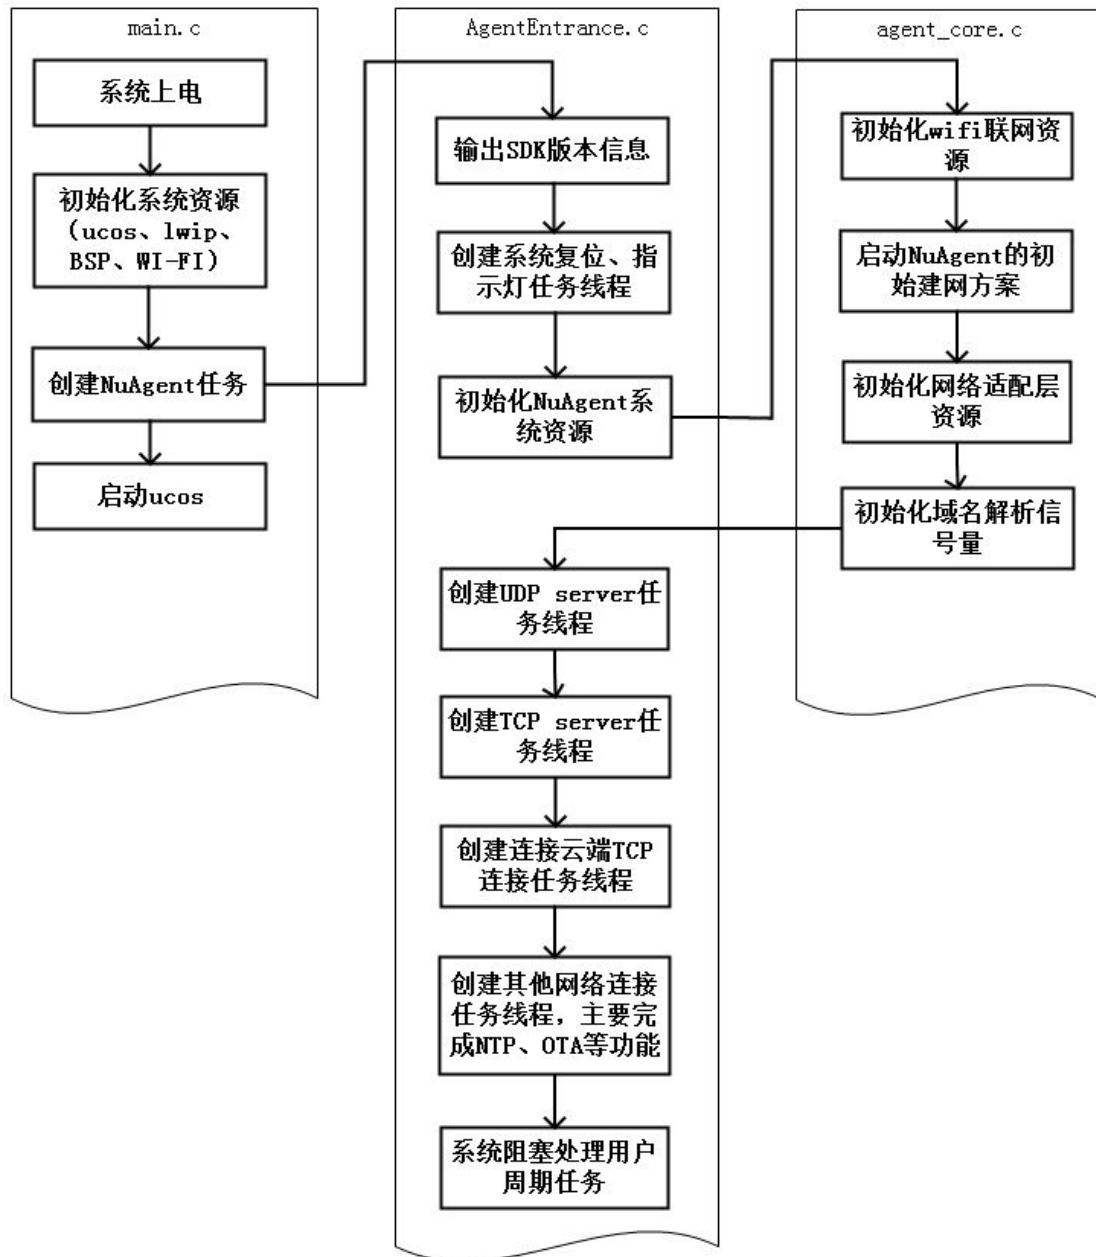 main.c
系统上电
初始化系统资源
(ucos、lwip、
BSP、WI-FI)
创建NuAgent任务
启动ucos
AgentEntrance.c
输出SDK版本信息
创建系统复位、指
示灯任务线程
初始化NuAgent系
统资源
agent_core.c
初始化wifi联网资
源
启动NuAgent的初
始建网方案
初始化网络适配层
资源
初始化域名解析信
号量
创建UDP server任
务线程
创建TCP server任
务线程
创建连接云端TCP
连接任务线程
创建其他网络连接
任务线程，主要完
成NTP、OTA等功能
系统阻塞处理用户
周期任务